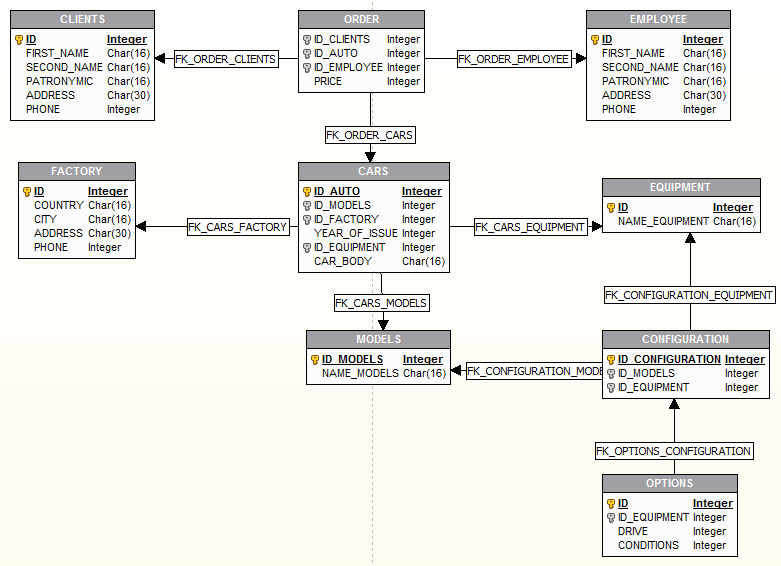 CLIENTS
ID Integer
FIRST_NAME Char(16)
SECOND_NAME Char(16)
PATRONYMIC Char(16)
ADDRESS Char(30)
PHONE Integer
FK_ORDER_CLIENTS
ORDER
ID_CLIENTS Integer
ID_AUTO Integer
ID_EMPLOYEE Integer
PRICE Integer
FK_ORDER_EMPLOYEE
EMPLOYEE
ID Integer
FIRST_NAME Char(16)
SECOND_NAME Char(16)
PATRONYMIC Char(16)
ADDRESS Char(30)
PHONE Integer
FK_ORDER_CARS
FACTORY
ID Integer
COUNTRY Char(16)
CITY Char(16)
ADDRESS Char(30)
PHONE Integer
FK_CARS_FACTORY
CARS
ID_AUTO Integer
ID_MODELS Integer
ID_FACTORY Integer
YEAR_OF_ISSUE Integer
ID_EQUIPMENT Integer
CAR_BODY Char(16)
FK_CARS_EQUIPMENT
EQUIPMENT
ID Integer
NAME_EQUIPMENT Char(16)
FK_CARS_MODELS
FK_CONFIGURATION_EQUIPMENT
MODELS
ID_MODELS Integer
NAME_MODELS Char(16)
FK_CONFIGURATION_MODE
CONFIGURATION
ID_CONFIGURATION Integer
ID_MODELS Integer
ID_EQUIPMENT Integer
FK_OPTIONS_CONFIGURATION
OPTIONS
ID Integer
ID_EQUIPMENT Integer
DRIVE Integer
CONDITIONS Integer